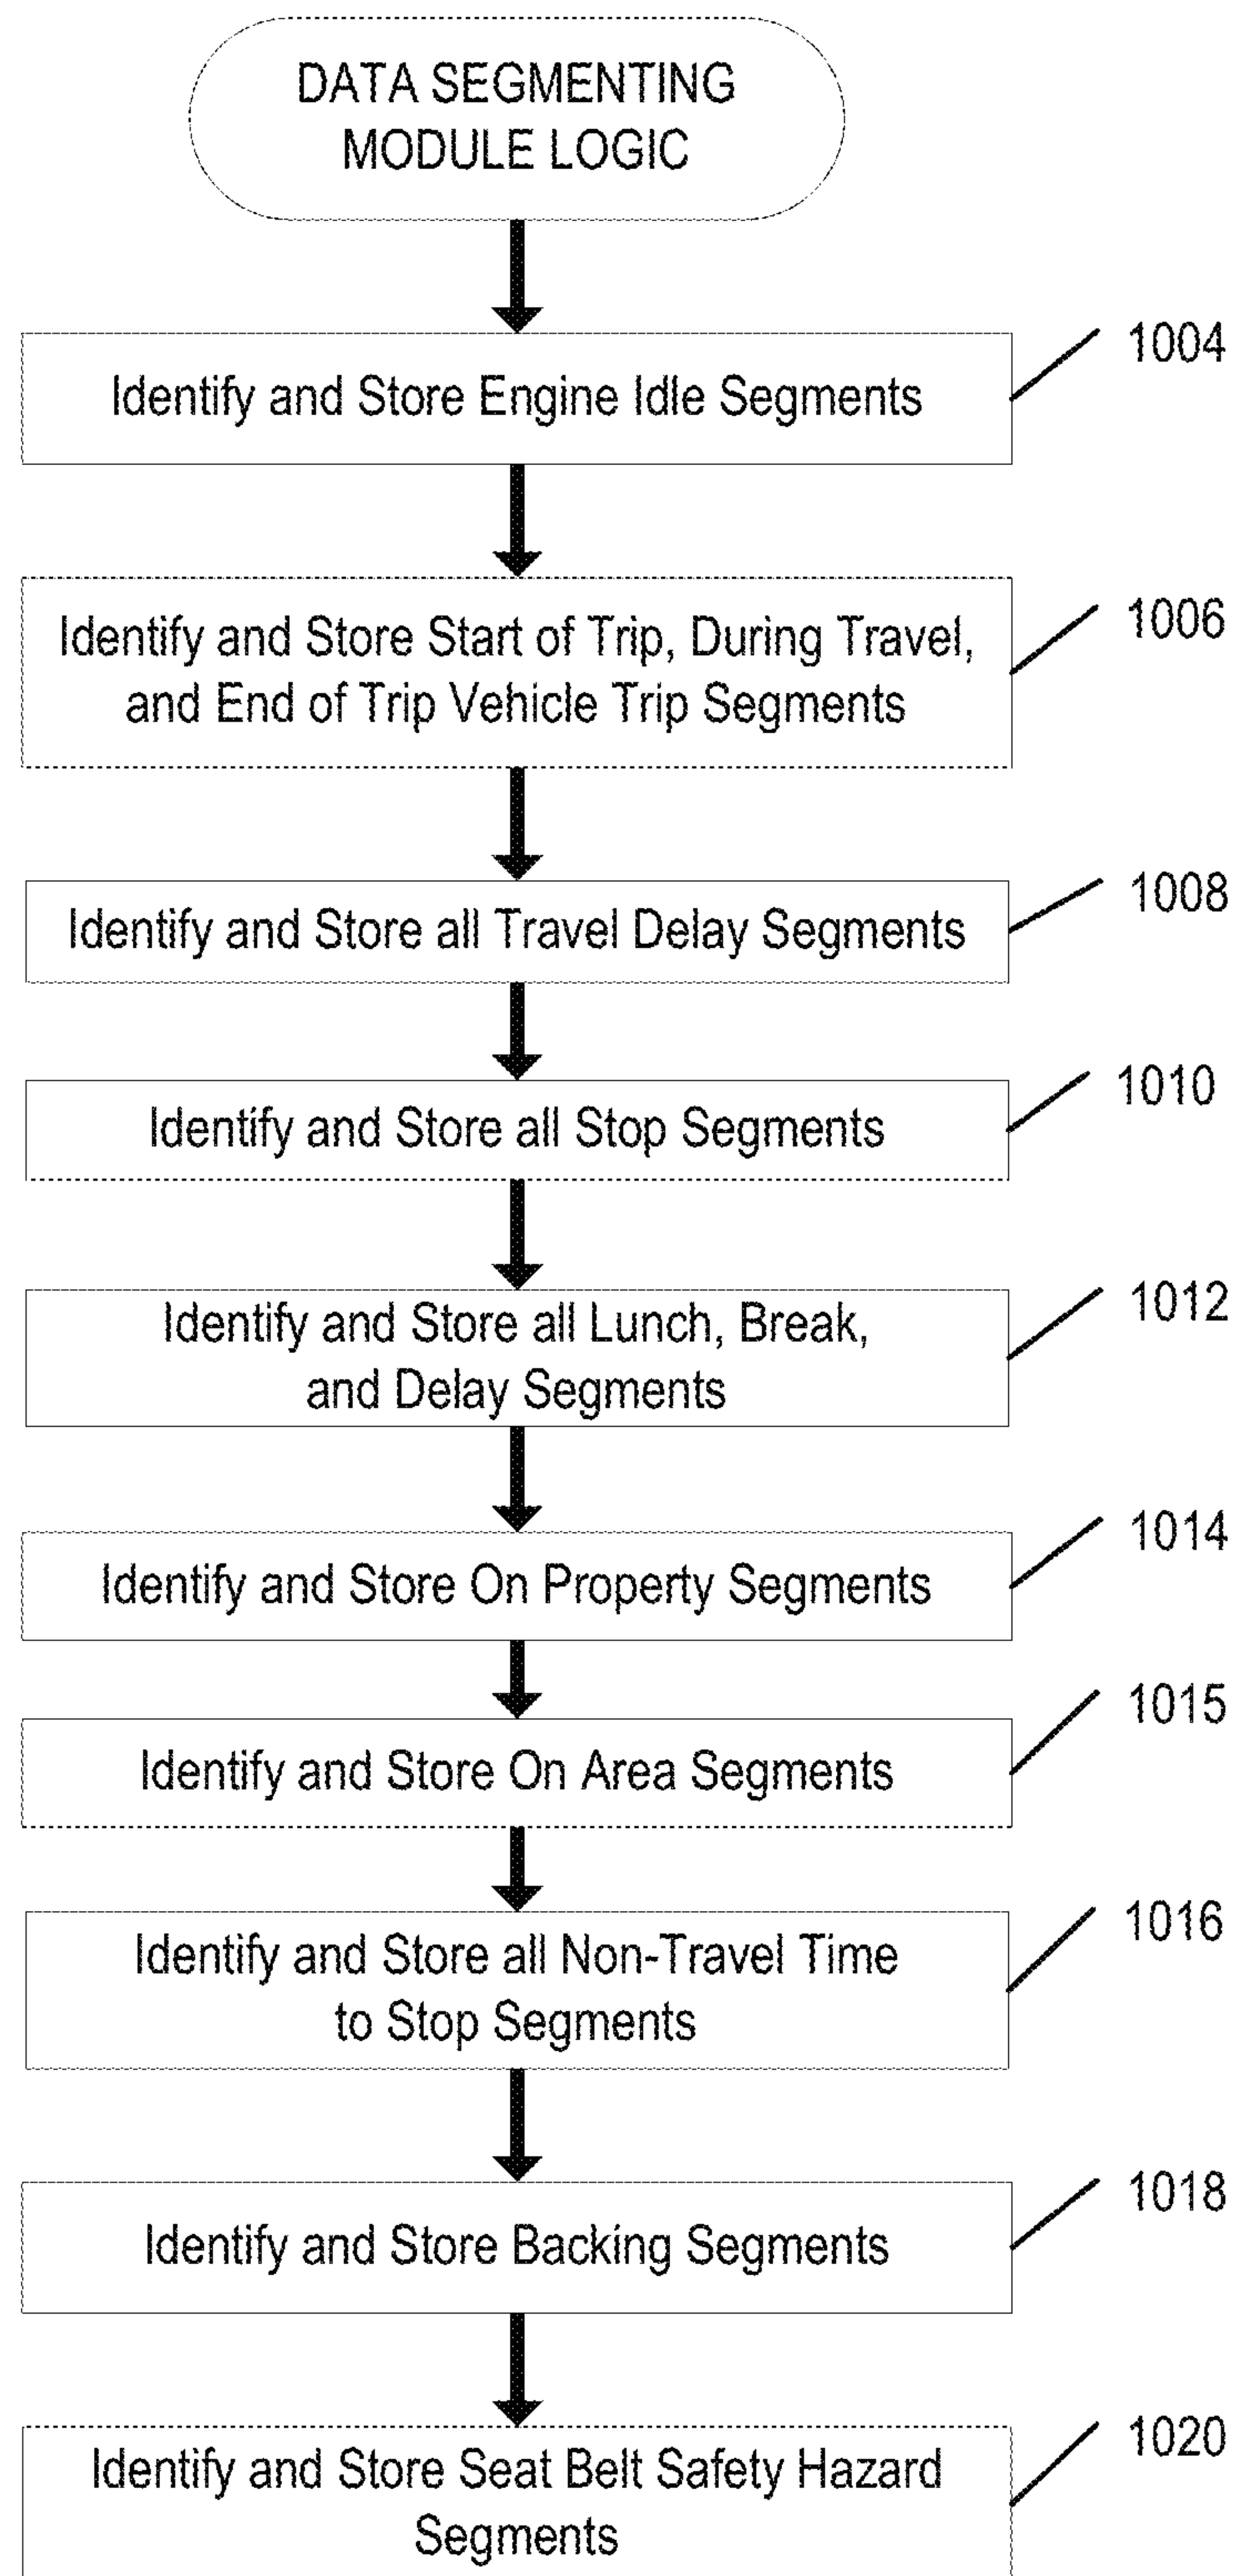 DATA SEGMENTING
MODULE LOGIC
1004
Identify and Store Engine Idle Segments
1006
Identify and Store Start of Trip, During Travel,
and End of Trip Vehicle Trip Segments
1008
Identify and Store all Travel Delay Segments
1010
Identify and Store all Stop Segments
1012
Identify and Store all Lunch, Break,
and Delay Segments
1014
Identify and Store On Property Segments
1015
Identify and Store On Area Segments
1016
Identify and Store all Non-Travel Time
to Stop Segments
1018
Identify and Store Backing Segments
1020
Identify and Store Seat Belt Safety Hazard
Segments